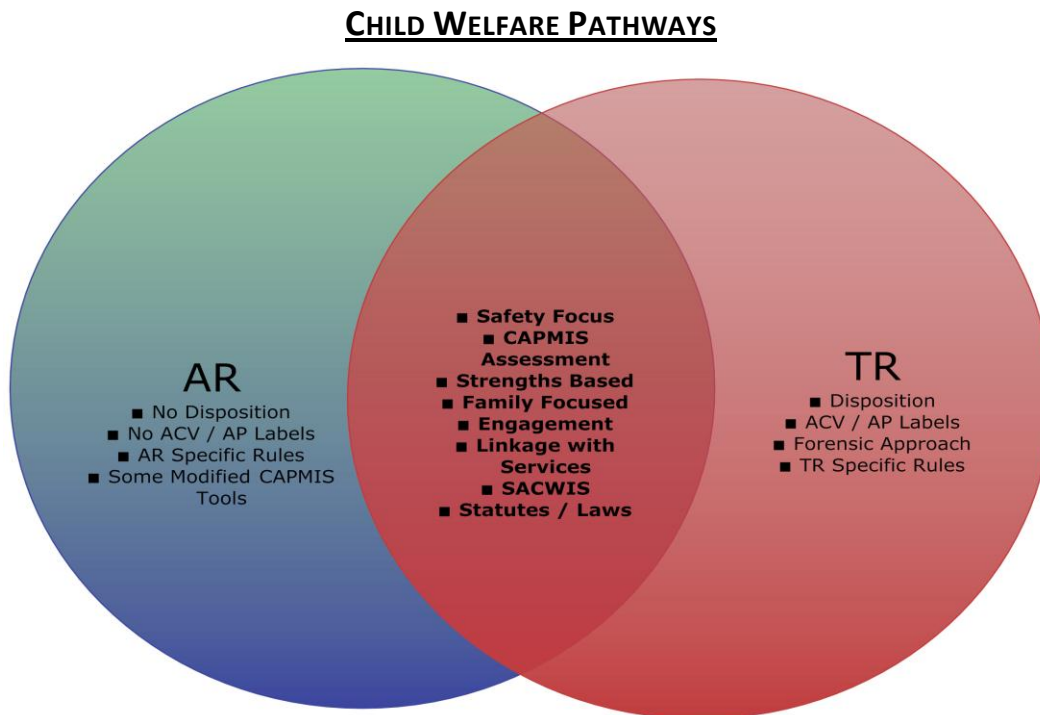 CHILD WELFARE PATHWAYS
AR
■ No Disposition
■ No ACV / AP Labels
■ AR Specific Rules
■ Some Modified CAPMIS
Tools
■ Safety Focus
■ CAPMIS
Assessment
■ Strengths Based
■ Family Focused
■ Engagement
■ Linkage with
Services
■ SACWIS
■ Statutes / Laws
TR
■ Disposition
■ ACV / AP Labels
■ Forensic Approach
■ TR Specific Rules